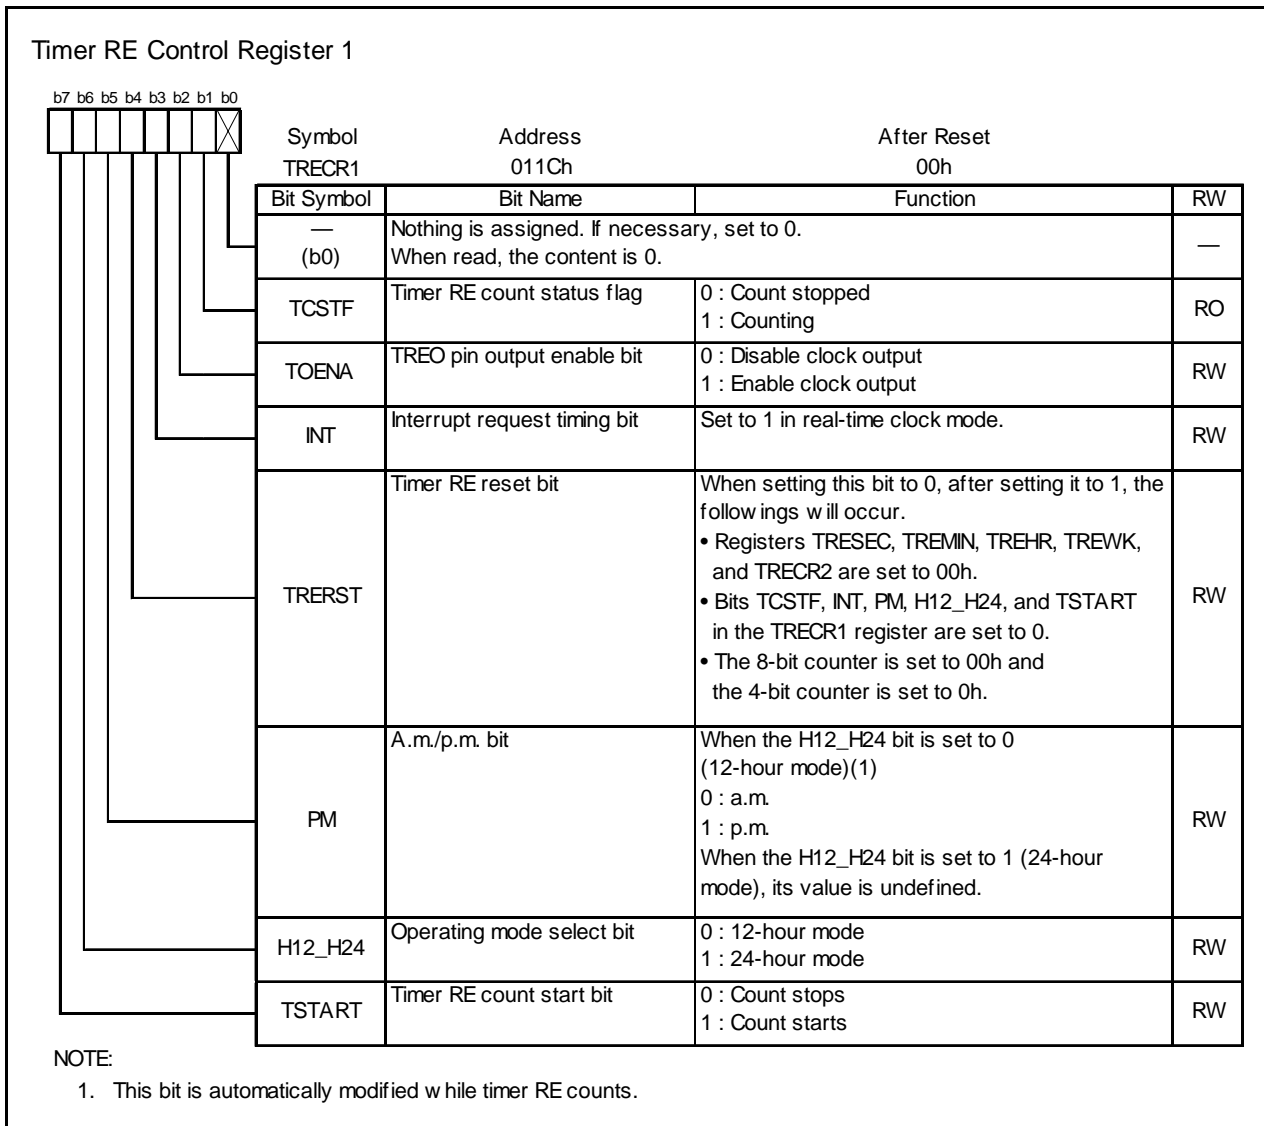 Timer RE Control Register 1
b7 b6 b5 b4 b3 b2 b1 b0
Symbol Address After Reset
TRECR1 011Ch 00h
Bit Symbol Bit Name Function RW
— (b0) Nothing is assigned. If necessary, set to 0.
When read, the content is 0. —
TCSTF Timer RE count status flag 0 : Count stopped
1 : Counting RO
TOENA TREO pin output enable bit 0 : Disable clock output
1 : Enable clock output RW
INT Interrupt request timing bit Set to 1 in real-time clock mode. RW
TRERST Timer RE reset bit When setting this bit to 0, after setting it to 1, the
followings will occur.
• Registers TRESEC, TREMIN, TREHR, TREWK,
and TRECR2 are set to 00h.
• Bits TCSTF, INT, PM, H12_H24, and TSTART
in the TRECR1 register are set to 0.
• The 8-bit counter is set to 00h and
the 4-bit counter is set to 0h. RW
PM A.m./p.m. bit When the H12_H24 bit is set to 0
(12-hour mode)(1)
0 : a.m.
1 : p.m.
When the H12_H24 bit is set to 1 (24-hour
mode), its value is undefined. RW
H12_H24 Operating mode select bit 0 : 12-hour mode
1 : 24-hour mode RW
TSTART Timer RE count start bit 0 : Count stops
1 : Count starts RW
NOTE:
1. This bit is automatically modified while timer RE counts.